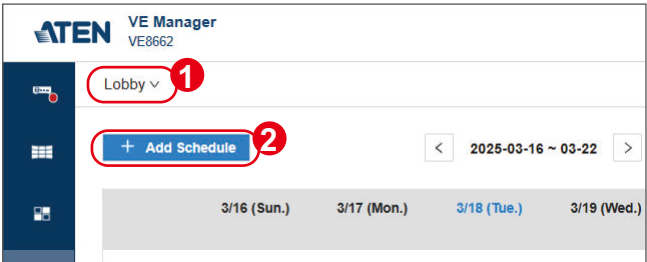 ATEN
VE Manager
VE8662
Lobby
1
+ Add Schedule
2
< 2025-03-16 ~ 03-22 >
3/16 (Sun.) 3/17 (Mon.) 3/18 (Tue.) 3/19 (Wed.)